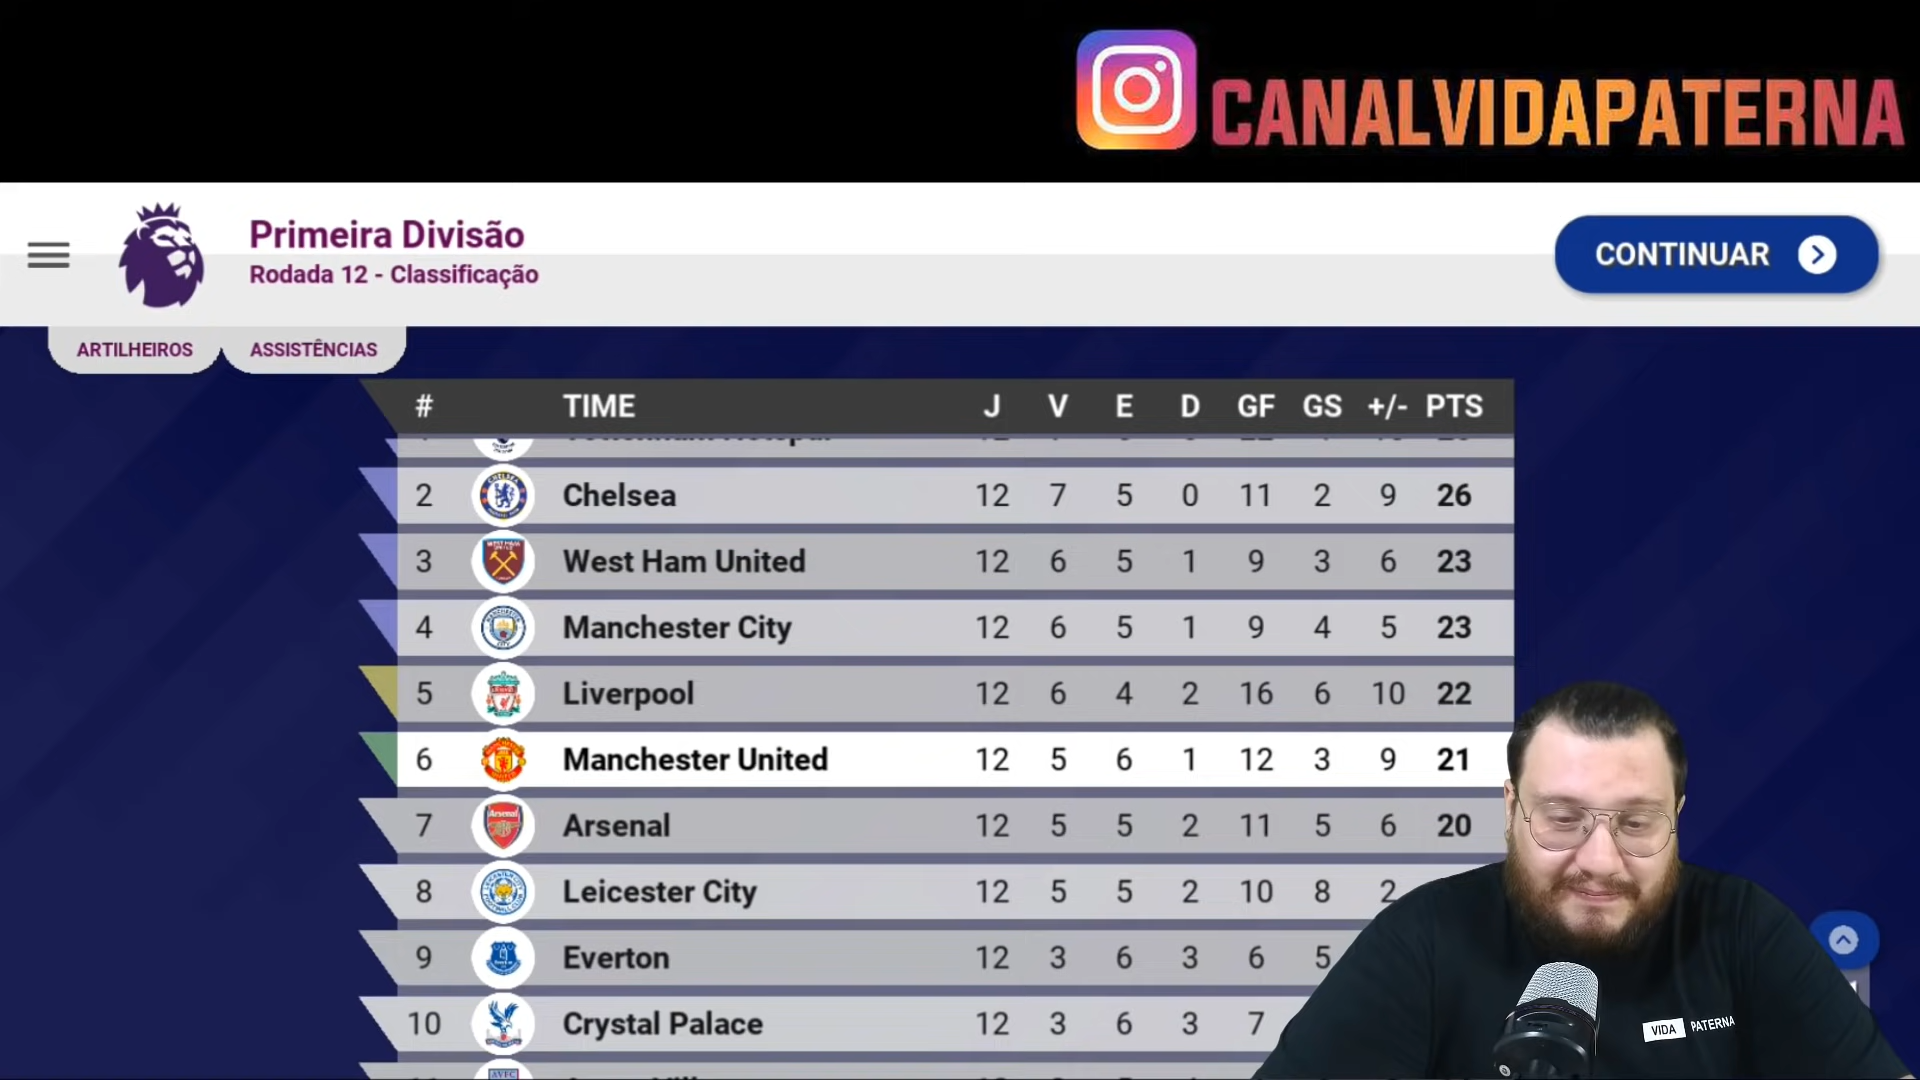 CANALVIDAPATERNA
Primeira Divisão
Rodada 12 - Classificação
CONTINUAR
ARTILHEIROS ASSISTÊNCIAS
# TIME J V E D GF GS +/- PTS
2 Chelsea 12 7 5 0 11 2 9 26
3 West Ham United 12 6 5 1 9 3 6 23
4 Manchester City 12 6 5 1 9 4 5 23
5 Liverpool 12 6 4 2 16 6 10 22
6 Manchester United 12 5 6 1 12 3 9 21
7 Arsenal 12 5 5 2 11 5 6 20
8 Leicester City 12 5 5 2 10 8 2
9 Everton 12 3 6 3 6 5
10 Crystal Palace 12 3 6 3 7
VIDA PATERNA